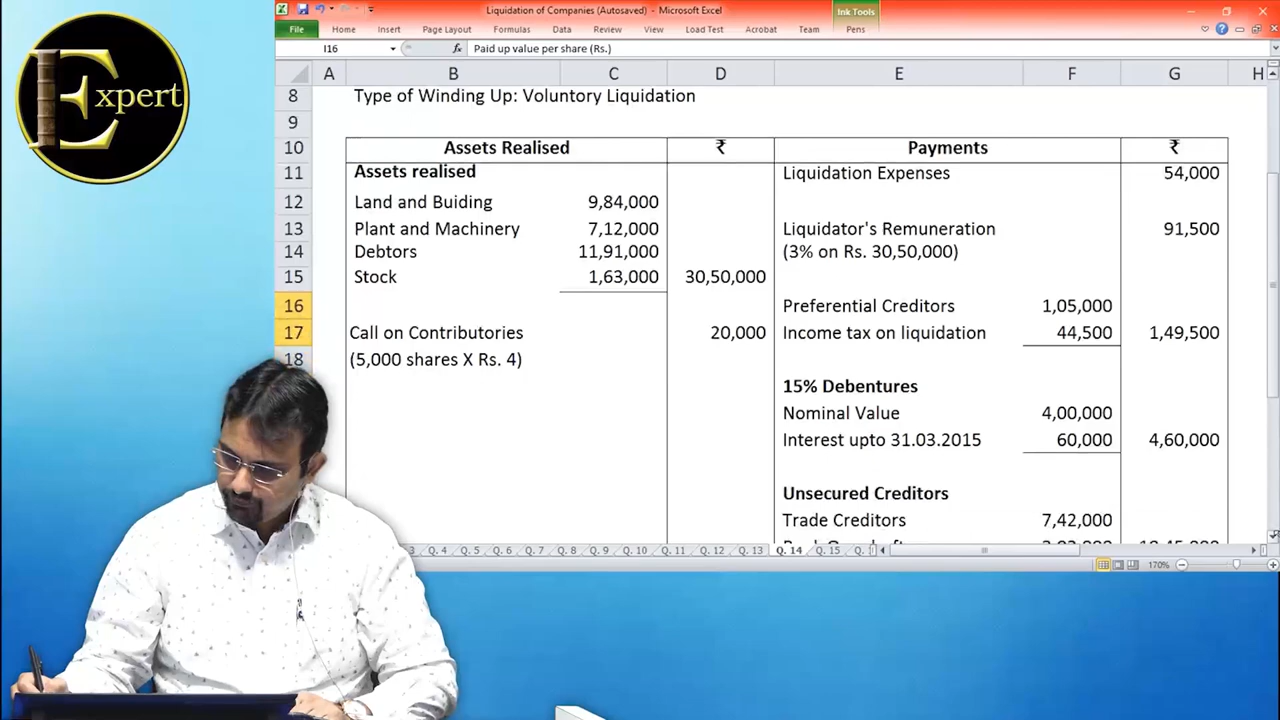 Expert
Liquidation of Companies (Autosaved) - Microsoft Excel
Ink Tools
File Home Insert Page Layout Formulas Data Review View Load Test Acrobat Team Pens
I16 fx Paid up value per share (Rs.)
A B C D E F G H
8 Type of Winding Up: Voluntory Liquidation
9
10 Assets Realised ₹ Payments ₹
11 Assets realised Liquidation Expenses 54,000
12 Land and Buiding 9,84,000
13 Plant and Machinery 7,12,000 Liquidator's Remuneration 91,500
14 Debtors 11,91,000 (3% on Rs. 30,50,000)
15 Stock 1,63,000 30,50,000
16 Preferential Creditors 1,05,000
17 Call on Contributories 20,000 Income tax on liquidation 44,500 1,49,500
18 (5,000 shares X Rs. 4)
15% Debentures
Nominal Value 4,00,000
Interest upto 31.03.2015 60,000 4,60,000
Unsecured Creditors
Trade Creditors 7,42,000
3 Q. 4 Q. 5 Q. 6 Q. 7 Q. 8 Q. 9 Q. 10 Q. 11 Q. 12 Q. 13 Q. 14 Q. 15
170%